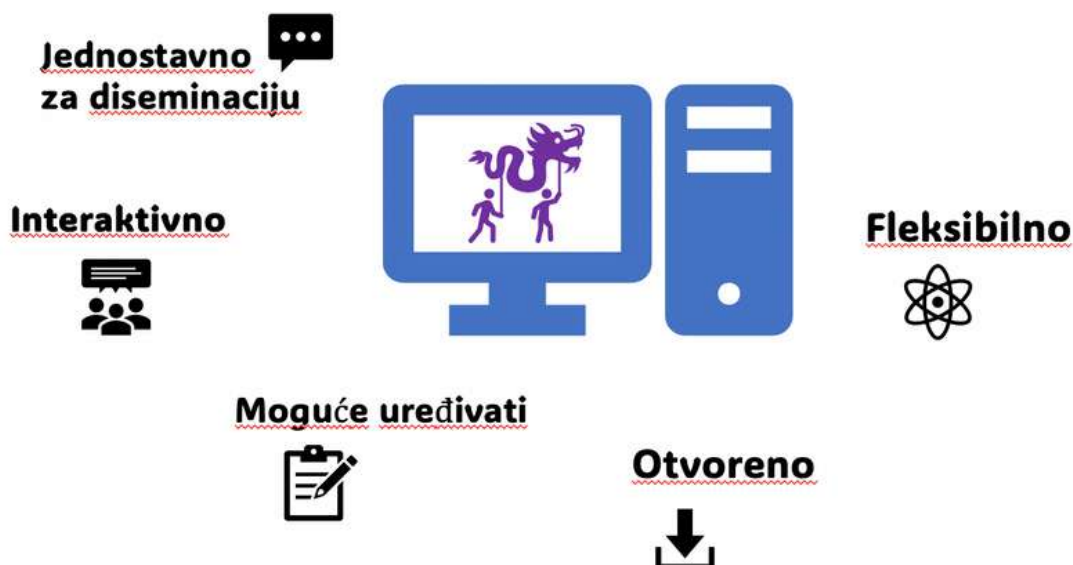 Jednostavno
za diseminaciju
Interaktivno
Fleksibilno
Moguće uređivati
Otvoreno